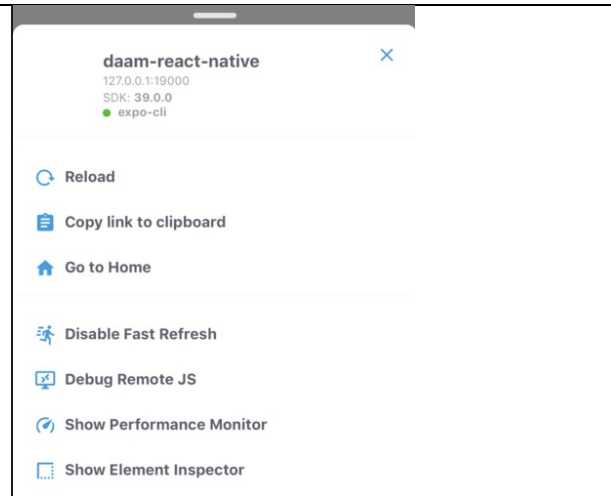 daam-react-native
127.0.0.1:19000
SDK: 39.0.0
expo-cli
Reload
Copy link to clipboard
Go to Home
Disable Fast Refresh
Debug Remote JS
Show Performance Monitor
Show Element Inspector